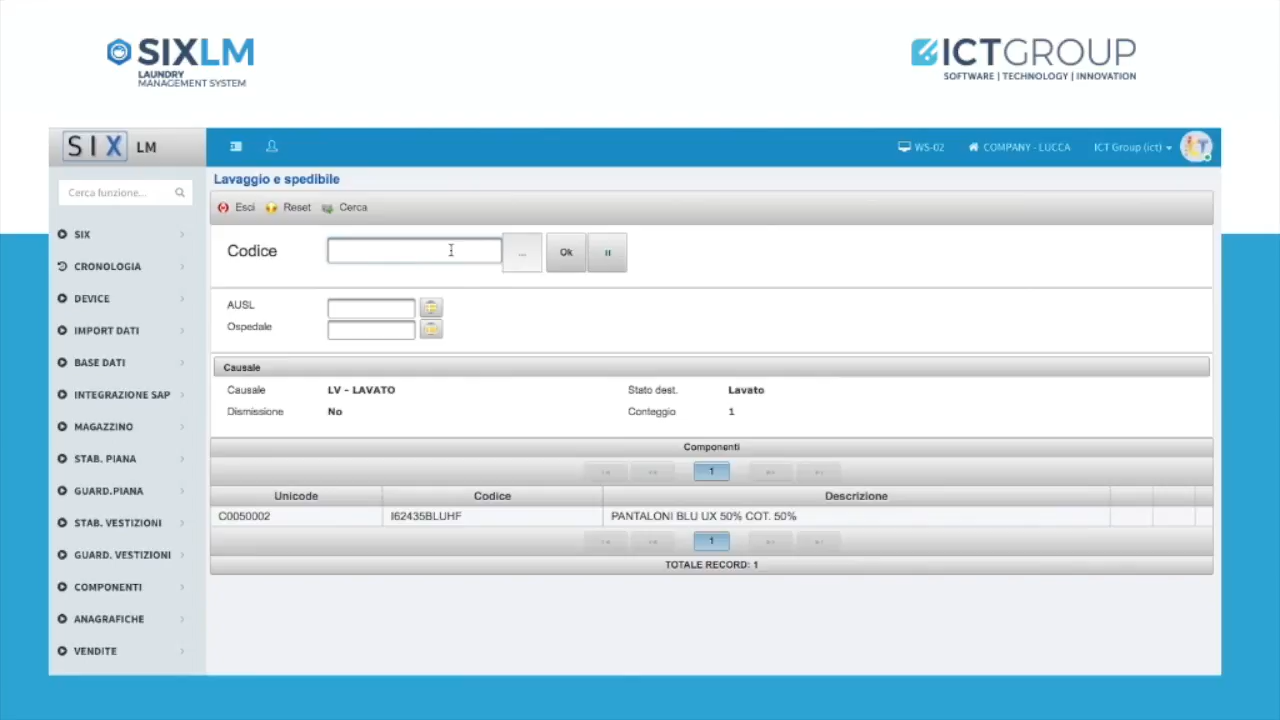 SIXLM
LAUNDRY
MANAGEMENT SYSTEM
ICTGROUP
SOFTWARE | TECHNOLOGY | INNOVATION
SIX LM
WS-02
COMPANY - LUCCA
ICT Group (ict)
Cerca funzione...
SIX
CRONOLOGIA
DEVICE
IMPORT DATI
BASE DATI
INTEGRAZIONE SAP
MAGAZZINO
STAB. PIANA
GUARD.PIANA
STAB. VESTIZIONI
GUARD. VESTIZIONI
COMPONENTI
ANAGRAFICHE
VENDITE
Lavaggio e spedibile
Esci Reset Cerca
Codice ... Ok
AUSL
Ospedale
Causale
Causale LV - LAVATO Stato dest. Lavato
Dismissione No Conteggio 1
Componenti
1
Unicode Codice Descrizione
C0050002 I62435BLUHF PANTALONI BLU UX 50% COT. 50%
1
TOTALE RECORD: 1